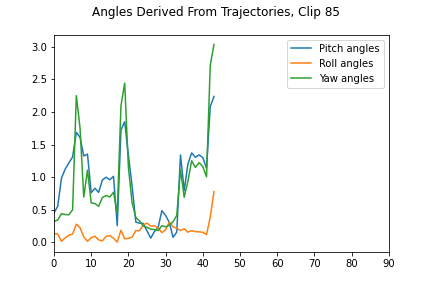 Angles Derived From Trajectories, Clip 85
Pitch angles
Roll angles
Yaw angles
3.0
2.5
2.0
1.5
1.0
0.5
0.0
0 10 20 30 40 50 60 70 80 90